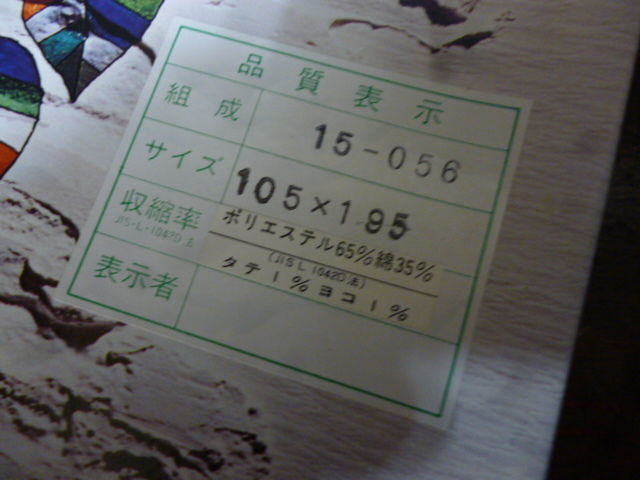 品質表示
組成 15-056
サイズ 105×195
収縮率 ポリエステル65%綿35%
JIS-L-1042D法 (JIS L 1042D法)
タテ1%ヨコ1%
表示者